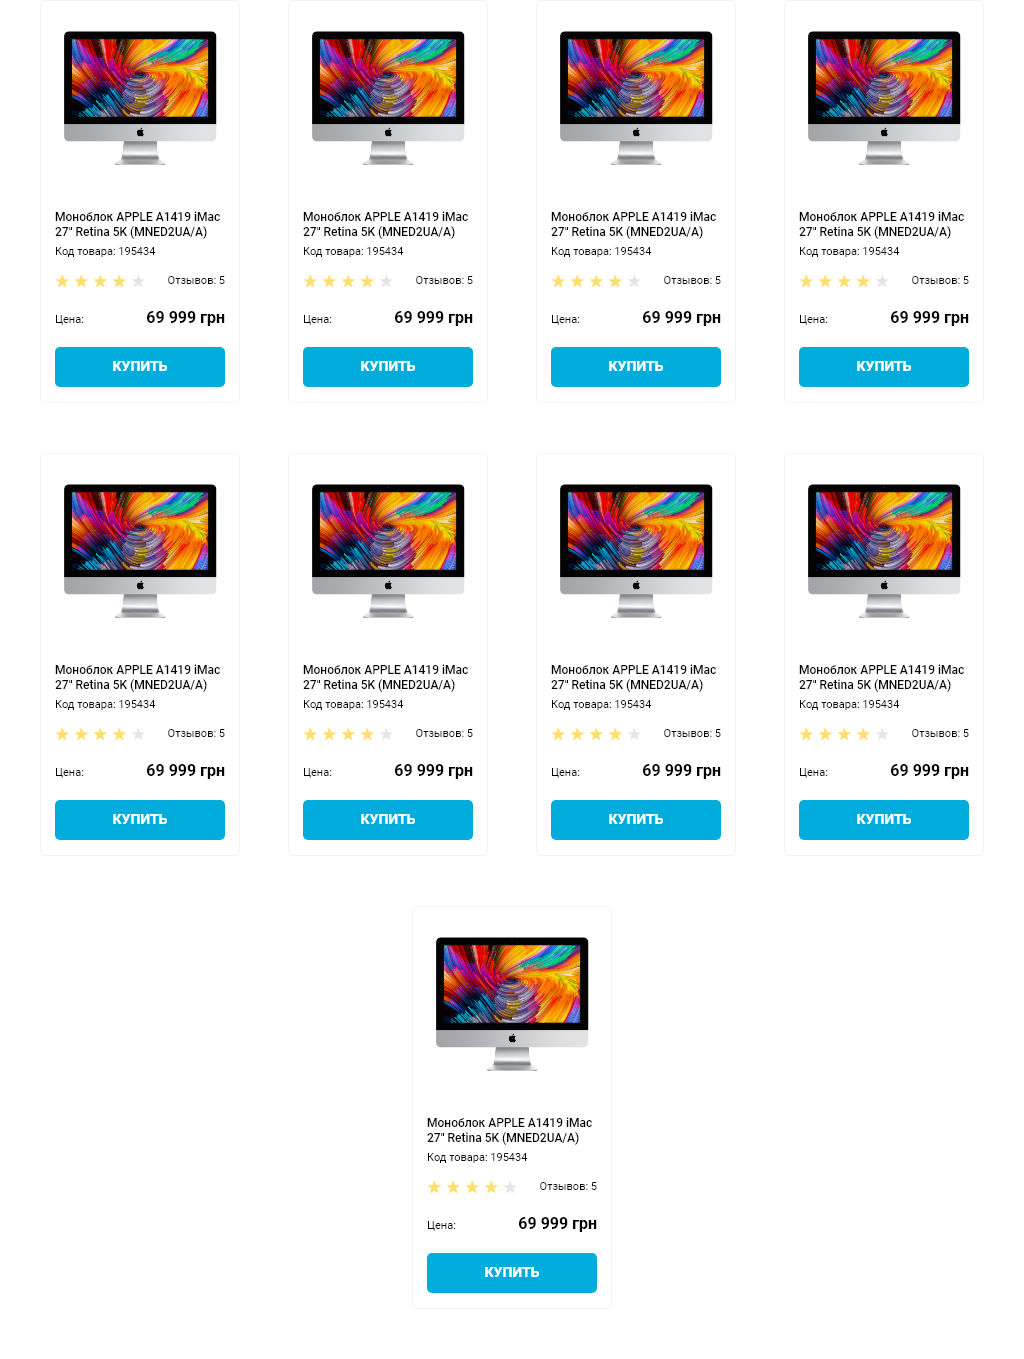 Моноблок APPLE A1419 iMac
27" Retina 5K (MNED2UA/A)
Код товара: 195434
Отзывов: 5
Цена: 69 999 грн
КУПИТЬ
Моноблок APPLE A1419 iMac
27" Retina 5K (MNED2UA/A)
Код товара: 195434
Отзывов: 5
Цена: 69 999 грн
КУПИТЬ
Моноблок APPLE A1419 iMac
27" Retina 5K (MNED2UA/A)
Код товара: 195434
Отзывов: 5
Цена: 69 999 грн
КУПИТЬ
Моноблок APPLE A1419 iMac
27" Retina 5K (MNED2UA/A)
Код товара: 195434
Отзывов: 5
Цена: 69 999 грн
КУПИТЬ
Моноблок APPLE A1419 iMac
27" Retina 5K (MNED2UA/A)
Код товара: 195434
Отзывов: 5
Цена: 69 999 грн
КУПИТЬ
Моноблок APPLE A1419 iMac
27" Retina 5K (MNED2UA/A)
Код товара: 195434
Отзывов: 5
Цена: 69 999 грн
КУПИТЬ
Моноблок APPLE A1419 iMac
27" Retina 5K (MNED2UA/A)
Код товара: 195434
Отзывов: 5
Цена: 69 999 грн
КУПИТЬ
Моноблок APPLE A1419 iMac
27" Retina 5K (MNED2UA/A)
Код товара: 195434
Отзывов: 5
Цена: 69 999 грн
КУПИТЬ
Моноблок APPLE A1419 iMac
27" Retina 5K (MNED2UA/A)
Код товара: 195434
Отзывов: 5
Цена: 69 999 грн
КУПИТЬ